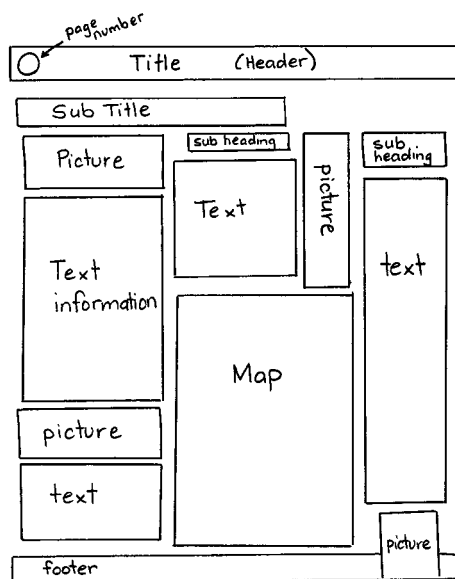 page
number
Title (Header)
Sub Title
Picture
Text
information
picture
text
sub heading
Text
picture
Map
sub
heading
text
picture
footer